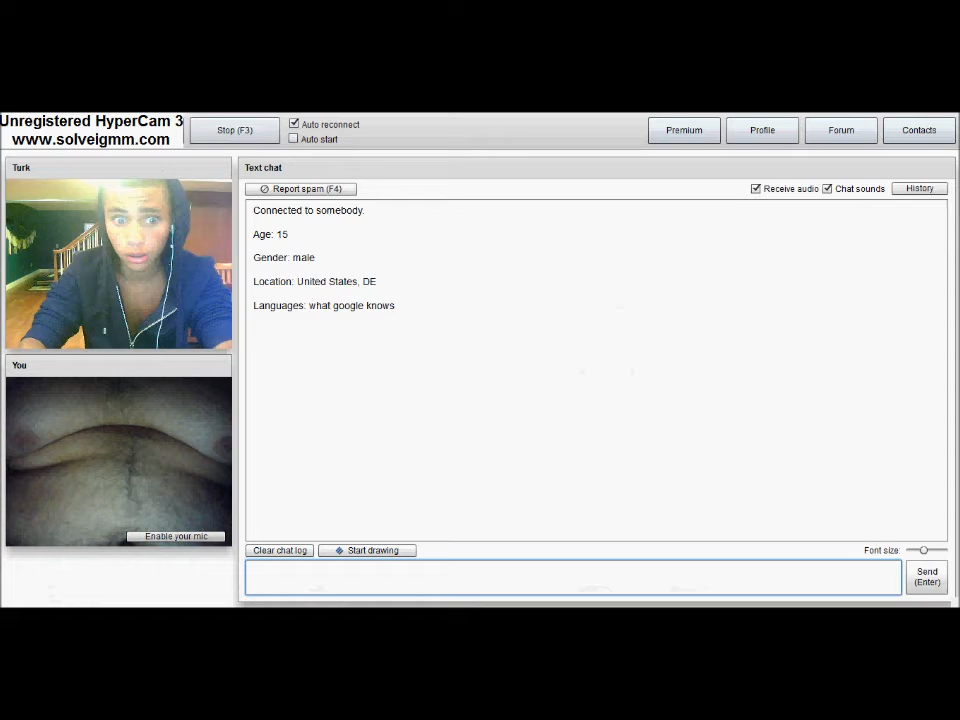 Unregistered HyperCam 3
www.solveigmm.com
Stop (F3)
Auto reconnect
Auto start
Premium
Profile
Forum
Contacts
Turk
Text chat
Report spam (F4)
Receive audio
Chat sounds
History
Connected to somebody.
Age: 15
Gender: male
Location: United States, DE
Languages: what google knows
You
Enable your mic
Clear chat log
Start drawing
Font size:
Send
(Enter)